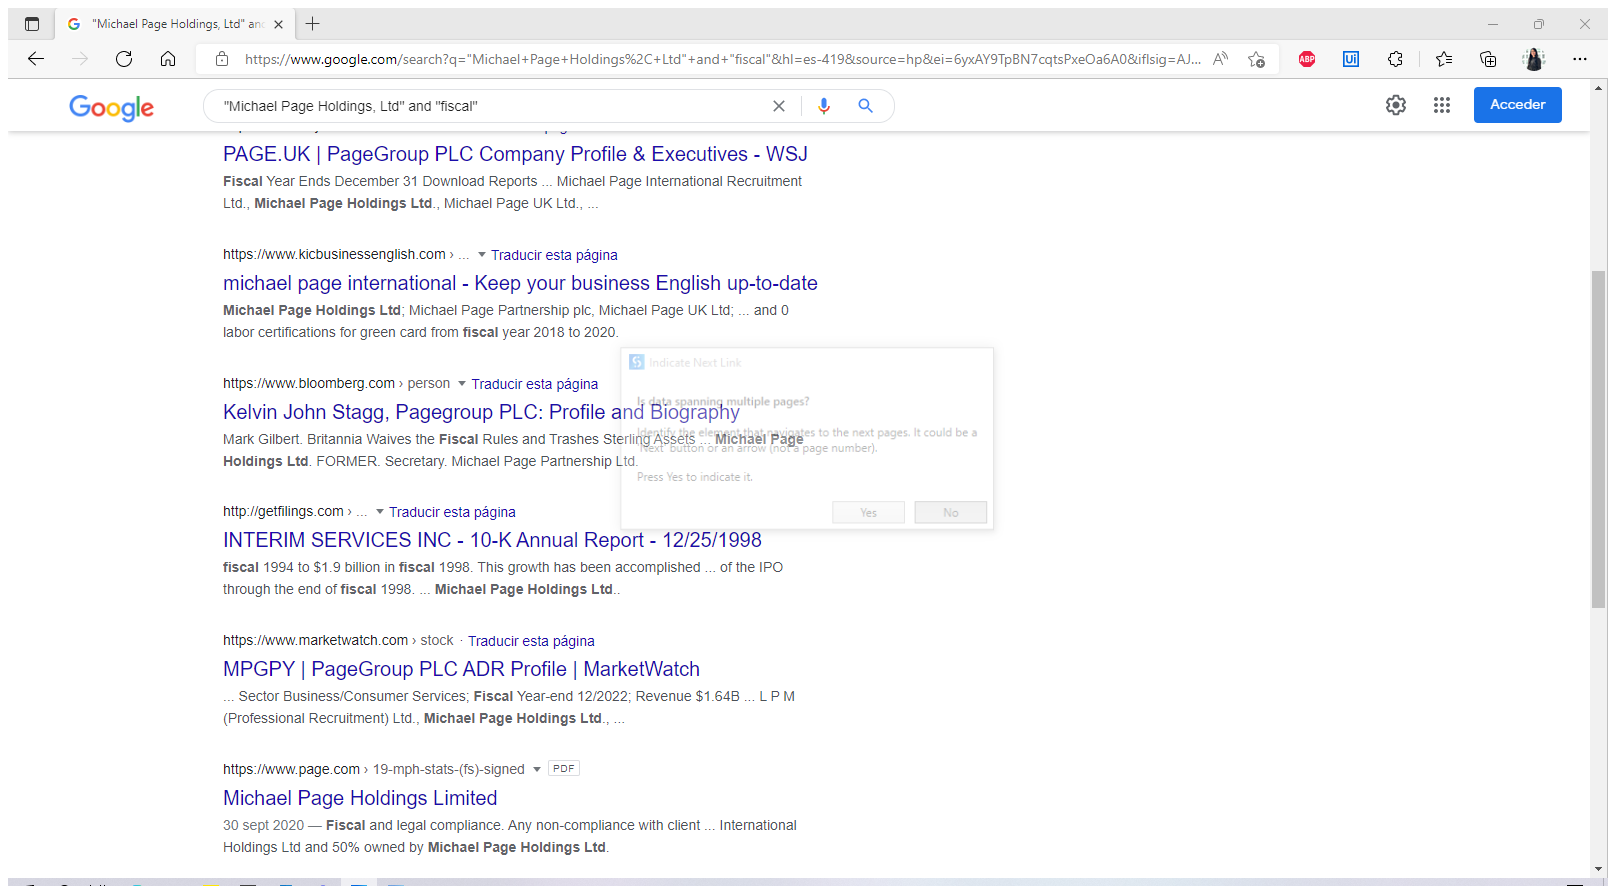 "Michael Page Holdings, Ltd" an
https://www.google.com/search?q="Michael+Page+Holdings%2C+Ltd"+and+"fiscal"&hl=es-419&source=hp&ei=6yxAY9TpBN7cqtsPxeOa6A0&iflsig=AJ...
ABP
Ui
Google
"Michael Page Holdings, Ltd" and "fiscal"
Acceder
PAGE.UK | PageGroup PLC Company Profile & Executives - WSJ
Fiscal Year Ends December 31 Download Reports ... Michael Page International Recruitment
Ltd., Michael Page Holdings Ltd., Michael Page UK Ltd., ...
https://www.kicbusinessenglish.com › ... Traducir esta página
michael page international - Keep your business English up-to-date
Michael Page Holdings Ltd; Michael Page Partnership plc, Michael Page UK Ltd; ... and 0
labor certifications for green card from fiscal year 2018 to 2020.
https://www.bloomberg.com › person Traducir esta página
Kelvin John Stagg, Pagegroup PLC: Profile and Biography
Mark Gilbert. Britannia Waives the Fiscal Rules and Trashes Sterling Assets ... Michael Page
Holdings Ltd. FORMER. Secretary. Michael Page Partnership Ltd.
Indicate Next Link
Is data spanning multiple pages?
Identify the element that navigates to the next pages. It could be a
'Next' button or an arrow (not a page number).
Press Yes to indicate it.
Yes No
http://getfilings.com › ... Traducir esta página
INTERIM SERVICES INC - 10-K Annual Report - 12/25/1998
fiscal 1994 to $1.9 billion in fiscal 1998. This growth has been accomplished ... of the IPO
through the end of fiscal 1998. ... Michael Page Holdings Ltd..
https://www.marketwatch.com › stock · Traducir esta página
MPGPY | PageGroup PLC ADR Profile | MarketWatch
... Sector Business/Consumer Services; Fiscal Year-end 12/2022; Revenue $1.64B ... L P M
(Professional Recruitment) Ltd., Michael Page Holdings Ltd., ...
https://www.page.com › 19-mph-stats-(fs)-signed PDF
Michael Page Holdings Limited
30 sept 2020 — Fiscal and legal compliance. Any non-compliance with client ... International
Holdings Ltd and 50% owned by Michael Page Holdings Ltd.